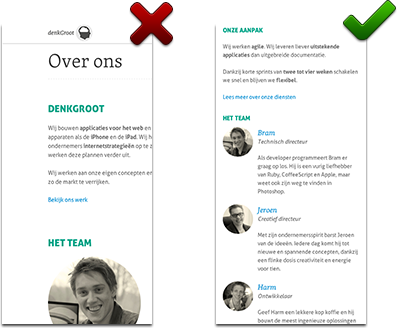 denkGroot
Over ons
DENKGROOT
Wij bouwen applicaties voor het web en
apparaten als de iPhone en de iPad. Wij h
ondernemers Internetstrategieën op te z
werken deze plannen verder uit.
Wij werken aan onze eigen concepten er
zo de markt te verrijken.
Bekijk ons werk
HET TEAM
ONZE AANPAK
Wij werken agile. Wij leveren liever uitstekende
applicaties dan uitgebreide documentatie.
Dankzij korte sprints van twee tot vier weken schakelen
we snel en blijven we flexibel.
Lees meer over onze diensten
HET TEAM
Bram
Technisch directeur
Als developer programmeert Bram er
graag op los. Hij is een vurig liefhebber
van Ruby, CoffeeScript en Apple, maar
weet ook zijn weg te vinden in
Photoshop.
Jeroen
Creatief directeur
Met zijn ondernemersspirit borst Jeroen
van de ideeën. Iedere dag komt hij tot
nieuwe en spannende concepten, dankzij
een flinke dosis creativiteit en energie
voor tien.
Harm
Ontwikkelaar
Geef Harm een lekkere kop koffie en hij
bouwt de meest ingenieuze oplossingen